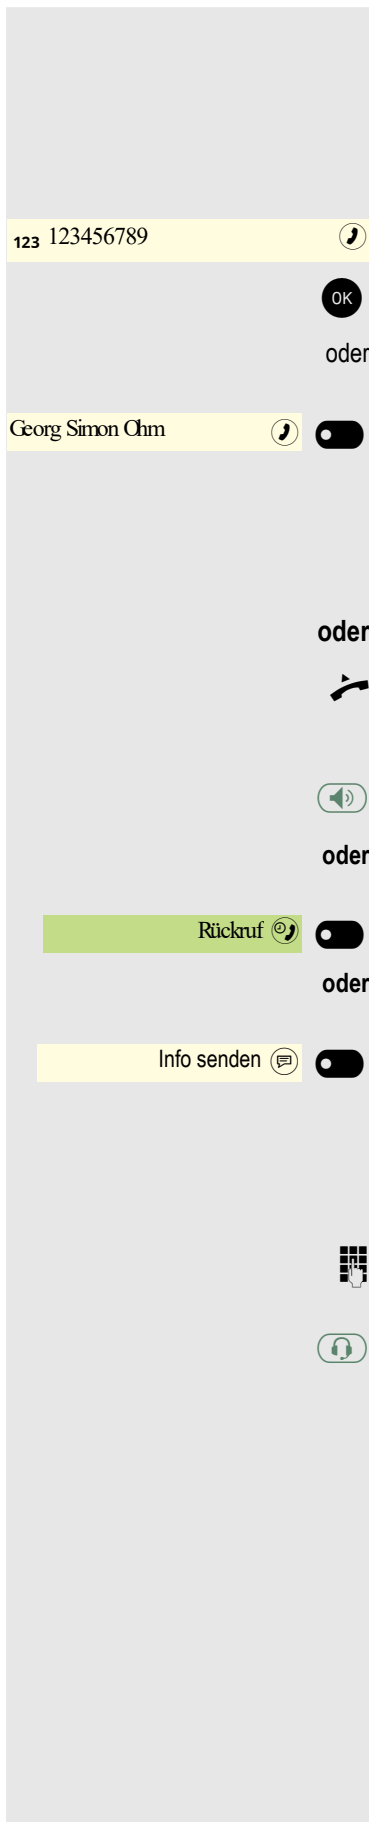 123 123456789
OK
oder
Georg Simon Ohm
oder
oder
Rückruf
oder
Info senden